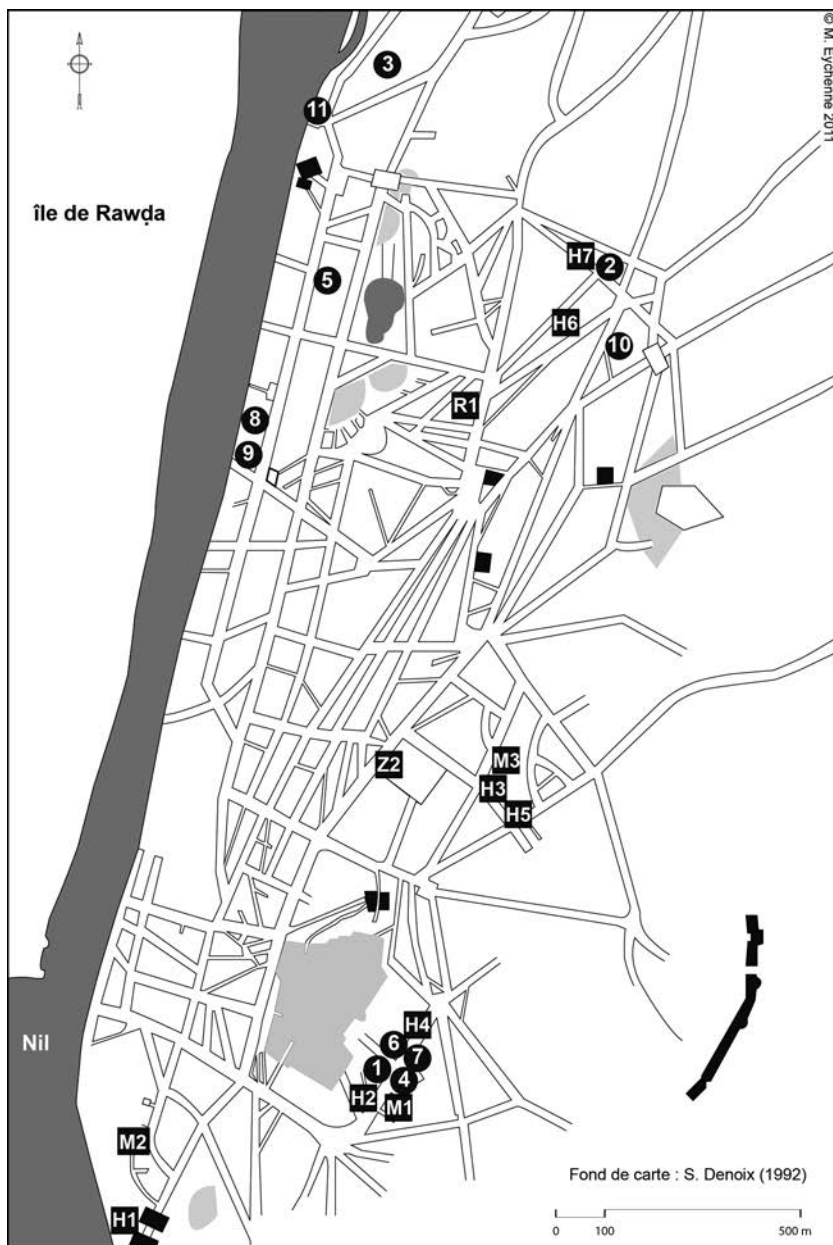 © M. Eychenne 2011
3
11
île de Rawḍa
H7
2
5
H6
10
R1
8
9
M3
Z2
H3
H5
H4
Nil
6
7
1
4
H2
M1
M2
Fond de carte : S. Denoix (1992)
H1
0 100 500 m